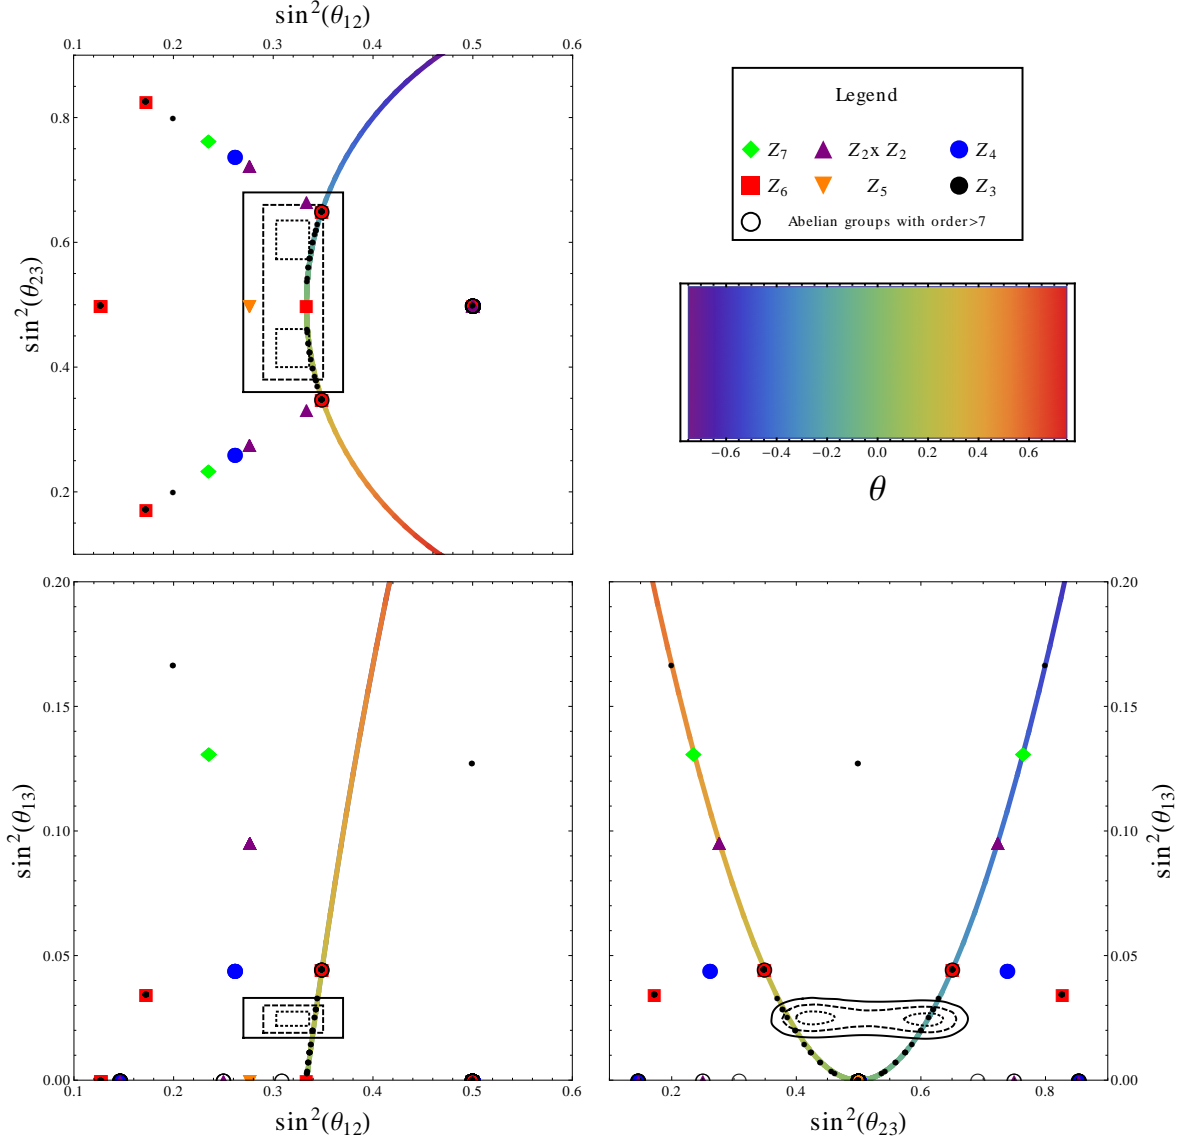 sin²(θ₁₂)
0.1 0.2 0.3 0.4 0.5 0.6
0.8
0.6
0.4
0.2
sin²(θ₂₃)
Legend
Z₇ Z₂x Z₂ Z₄
Z₆ Z₅ Z₃
Abelian groups with order>7
−0.6 −0.4 −0.2 0.0 0.2 0.4 0.6
θ
0.20
0.15
0.10
0.05
0.00
sin²(θ₁₃)
0.1 0.2 0.3 0.4 0.5 0.6
sin²(θ₁₂)
0.20
0.15
0.10
0.05
0.00
sin²(θ₁₃)
0.2 0.4 0.6 0.8
sin²(θ₂₃)